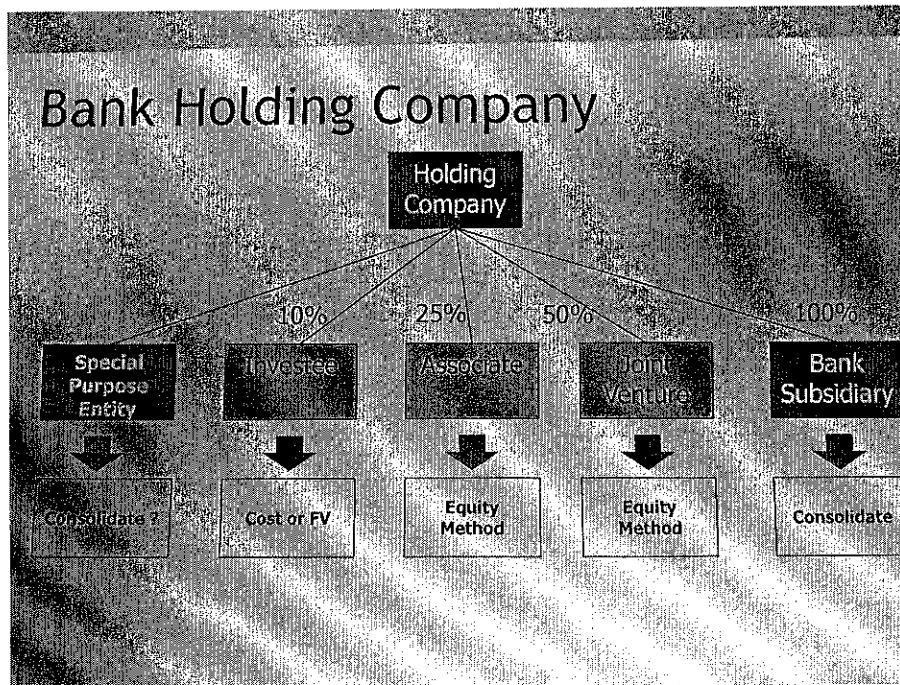 Bank Holding Company
Holding
Company
10%
25%
50%
100%
Special
Purpose
Entity
Investee
Associate
Joint
Venture
Bank
Subsidiary
Consolidate ?
Cost or FV
Equity
Method
Equity
Method
Consolidate